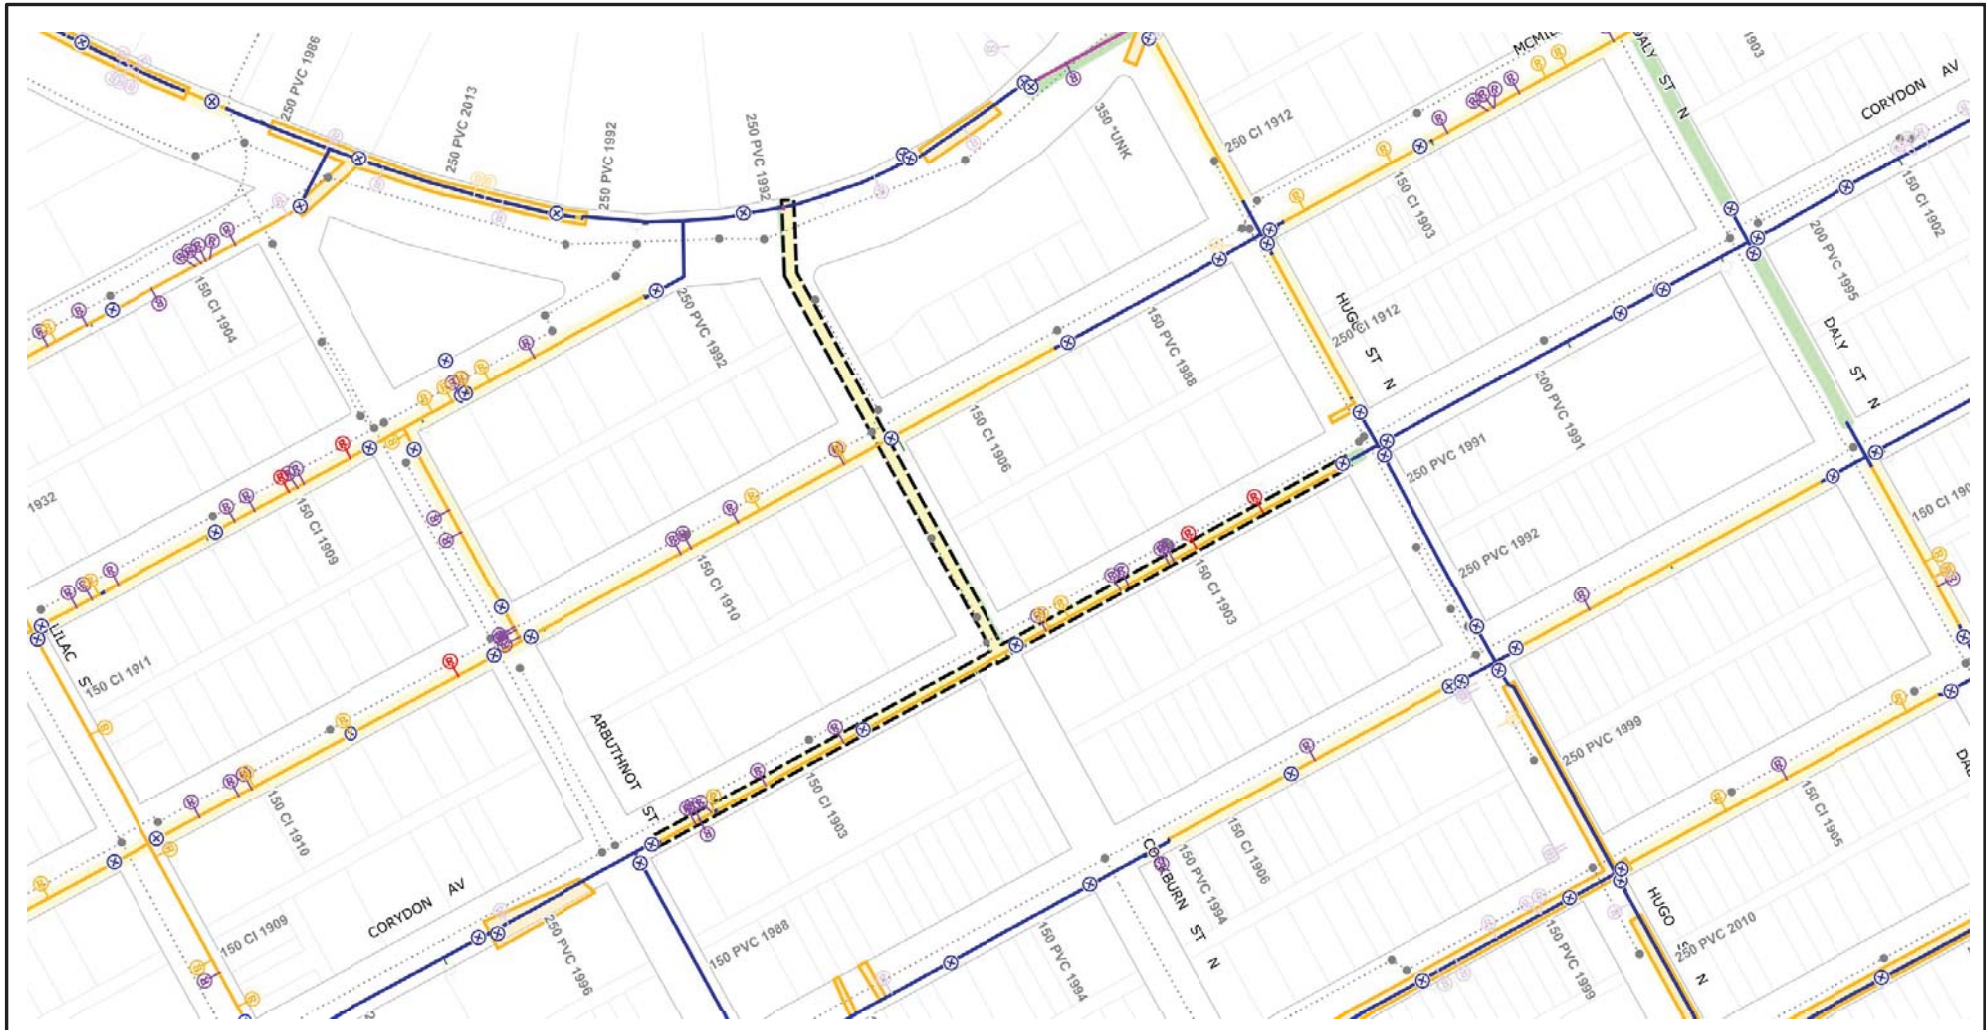 250 PVC 1986
250 PVC 2013
250 PVC 1992
250 PVC 1992
350 *UNK
250 CI 1912
MCMI
DALY ST N
1903
CORYDON AV
150 CI 1903
150 CI 1902
200 PVC 1995
150 CI 1904
250 PVC 1992
150 PVC 1988
HUGO ST N
250 CI 1912
DALY ST N
200 PVC 1991
150 CI 1906
250 PVC 1991
1932
150 CI 1909
150 CI 1910
150 CI 1903
250 PVC 1992
150 CI 190
LILAC S
150 CI 1911
ARBUTHNOT ST
150 CI 1903
250 PVC 1999
150 CI 1910
150 CI 1906
150 CI 1905
COCKBURN ST N
150 PVC 1994
CORYDON AV
150 CI 1909
250 PVC 1996
150 PVC 1988
150 PVC 1994
150 PVC 1999
HUGO ST N
250 PVC 2010